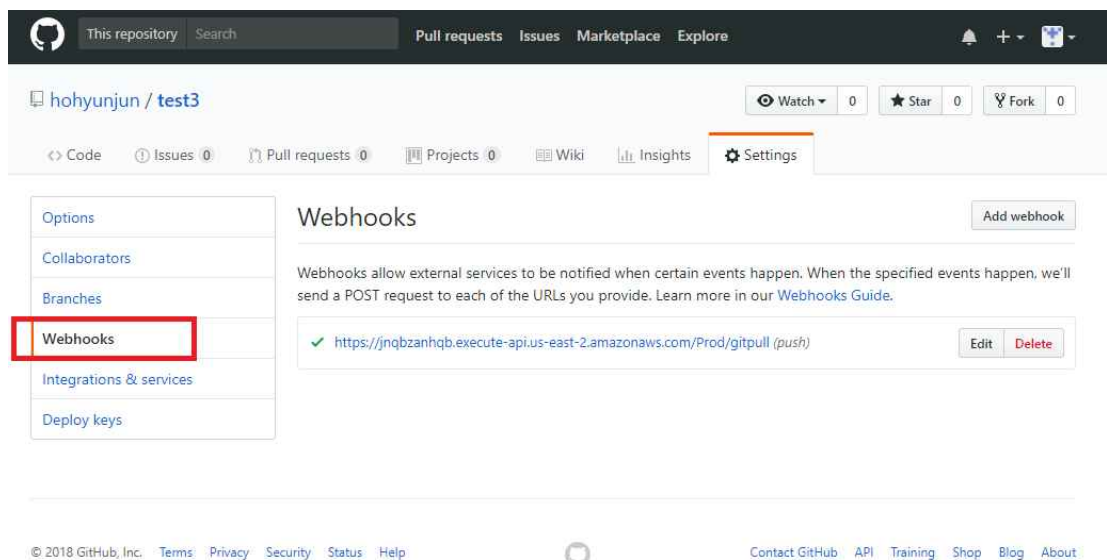 This repository Search Pull requests Issues Marketplace Explore
hohyunjun / test3 Watch 0 Star 0 Fork 0
Code Issues 0 Pull requests 0 Projects 0 Wiki Insights Settings
Options
Collaborators
Branches
Webhooks
Integrations & services
Deploy keys
Webhooks Add webhook
Webhooks allow external services to be notified when certain events happen. When the specified events happen, we'll
send a POST request to each of the URLs you provide. Learn more in our Webhooks Guide.
https://jnqbzanhqb.execute-api.us-east-2.amazonaws.com/Prod/gitpull (push) Edit Delete
© 2018 GitHub, Inc. Terms Privacy Security Status Help Contact GitHub API Training Shop Blog About